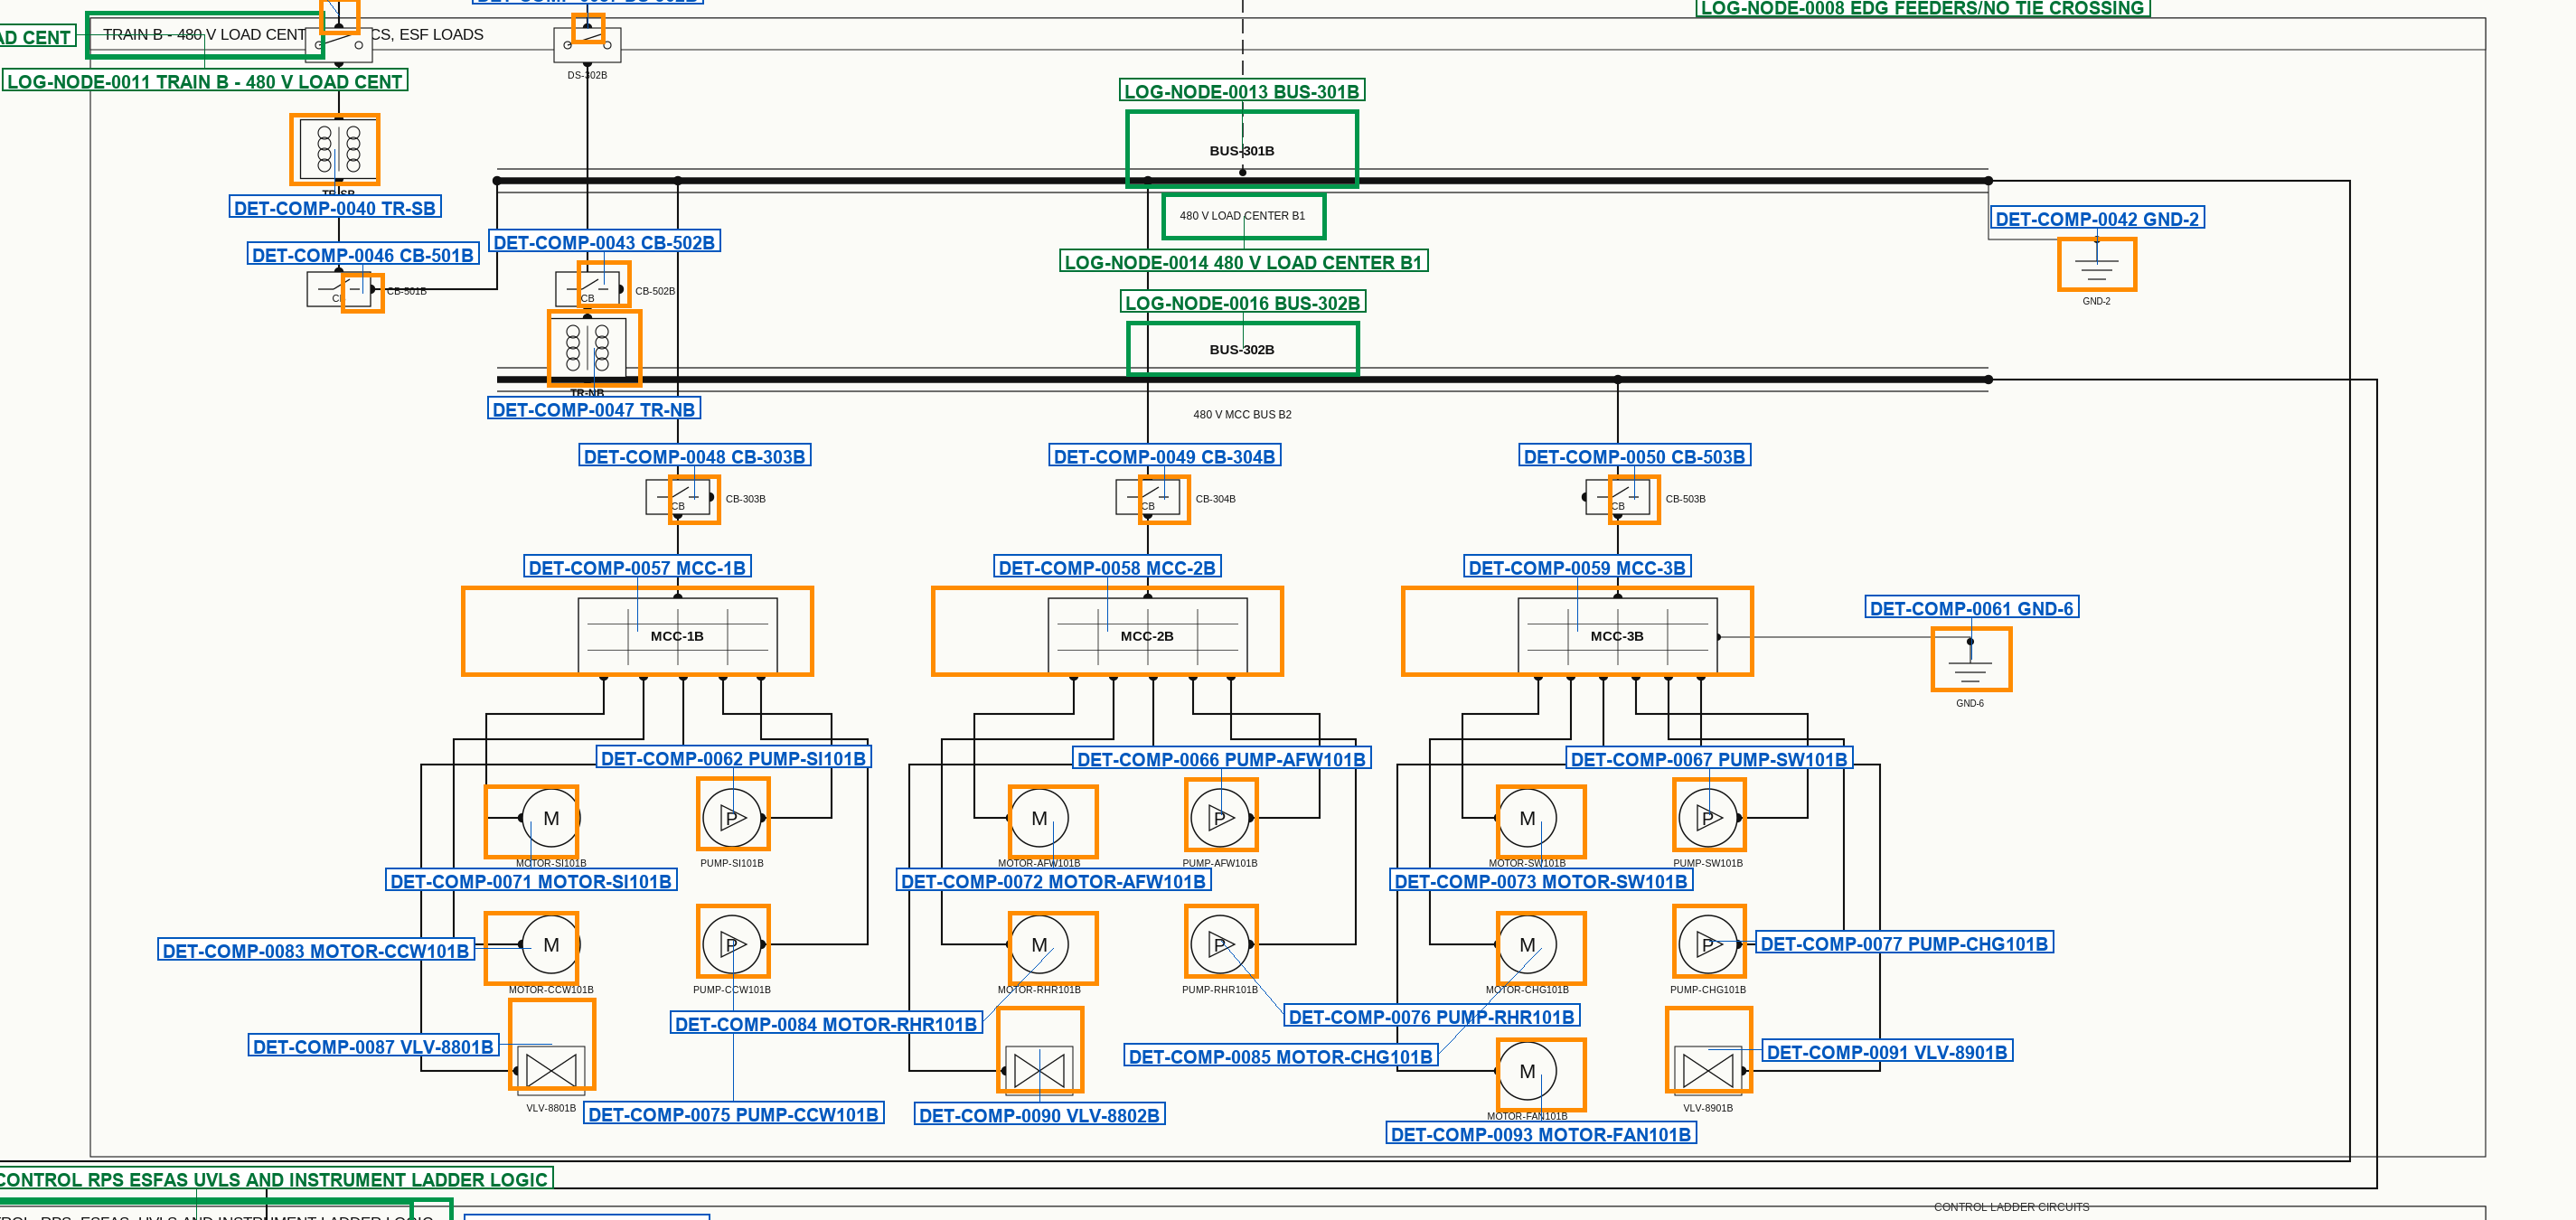 LOG-NODE-0008 EDG FEEDERS/NO TIE CROSSING
AD CENT
TRAIN B - 480 V LOAD CENT CS, ESF LOADS
DS-302B
LOG-NODE-0011 TRAIN B - 480 V LOAD CENT
LOG-NODE-0013 BUS-301B
BUS-301B
TR-SB
DET-COMP-0040 TR-SB
480 V LOAD CENTER B1
DET-COMP-0042 GND-2
DET-COMP-0046 CB-501B
DET-COMP-0043 CB-502B
LOG-NODE-0014 480 V LOAD CENTER B1
CB-501B
CB
CB-502B
GND-2
LOG-NODE-0016 BUS-302B
BUS-302B
TR-NB
DET-COMP-0047 TR-NB
480 V MCC BUS B2
DET-COMP-0048 CB-303B
DET-COMP-0049 CB-304B
DET-COMP-0050 CB-503B
CB
CB-303B
CB
CB-304B
CB
CB-503B
DET-COMP-0057 MCC-1B
DET-COMP-0058 MCC-2B
DET-COMP-0059 MCC-3B
DET-COMP-0061 GND-6
MCC-1B
MCC-2B
MCC-3B
GND-6
DET-COMP-0062 PUMP-SI101B
DET-COMP-0066 PUMP-AFW101B
DET-COMP-0067 PUMP-SW101B
M
P
M
P
M
P
MOTOR-SI101B
PUMP-SI101B
MOTOR-AFW101B
PUMP-AFW101B
MOTOR-SW101B
PUMP-SW101B
DET-COMP-0071 MOTOR-SI101B
DET-COMP-0072 MOTOR-AFW101B
DET-COMP-0073 MOTOR-SW101B
DET-COMP-0083 MOTOR-CCW101B
M
P
M
P
M
P
DET-COMP-0077 PUMP-CHG101B
MOTOR-CCW101B
PUMP-CCW101B
MOTOR-RHR101B
PUMP-RHR101B
MOTOR-CHG101B
PUMP-CHG101B
DET-COMP-0084 MOTOR-RHR101B
DET-COMP-0076 PUMP-RHR101B
DET-COMP-0087 VLV-8801B
DET-COMP-0085 MOTOR-CHG101B
DET-COMP-0091 VLV-8901B
M
VLV-8801B
DET-COMP-0075 PUMP-CCW101B
DET-COMP-0090 VLV-8802B
MOTOR-FAN101B
VLV-8901B
DET-COMP-0093 MOTOR-FAN101B
CONTROL RPS ESFAS UVLS AND INSTRUMENT LADDER LOGIC
CONTROL LADDER CIRCUITS